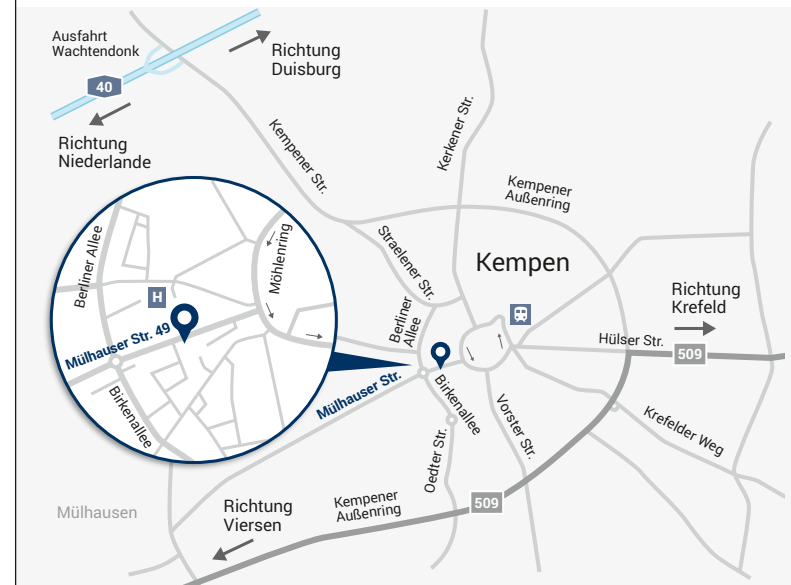 Ausfahrt
Wachtendonk
40
Richtung
Duisburg
Richtung
Niederlande
Kempener Str.
Kerkener Str.
Kempener
Außenring
Straelener Str.
Kempen
Berliner Allee
Möhlenring
H
Mülhauser Str. 49
Birkenallee
Berliner
Allee
Richtung
Krefeld
Hülser Str.
509
Mülhauser Str.
Birkenallee
Vorster Str.
Oedter Str.
Krefelder Weg
Mülhausen
Richtung
Viersen
Kempener
Außenring
509